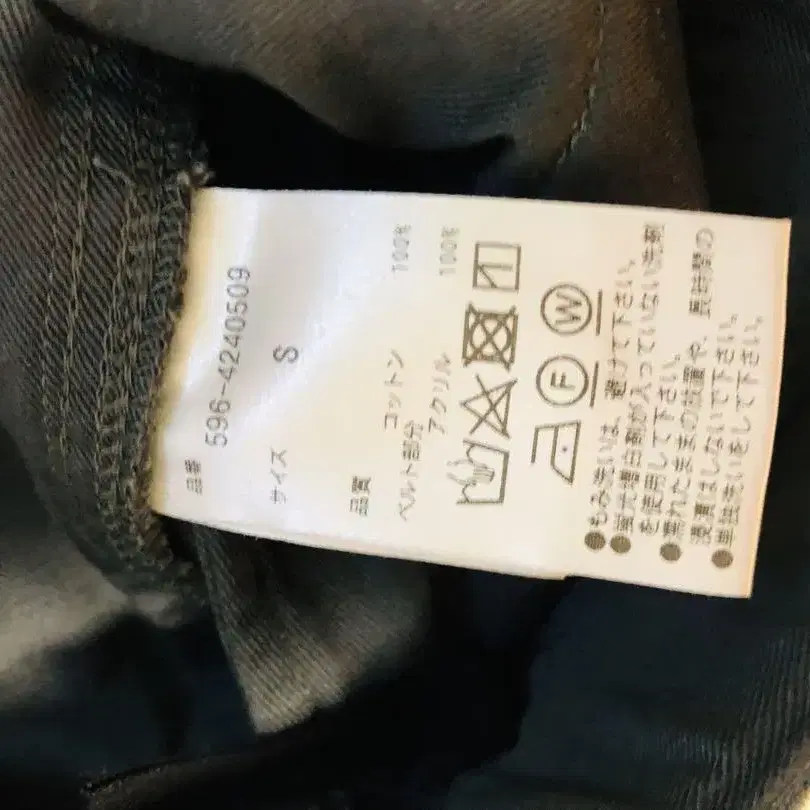 品番 596-4240509
サイズ S
品質 コットン 100%
ベルト部分 アクリル 100%
F W
●もみ洗いは、避けて下さい。
●蛍光増白剤が入っていない洗剤
を使用して下さい。
●濡れたままの放置や、長時間の
浸漬はしないで下さい。
●単独洗いをして下さい。